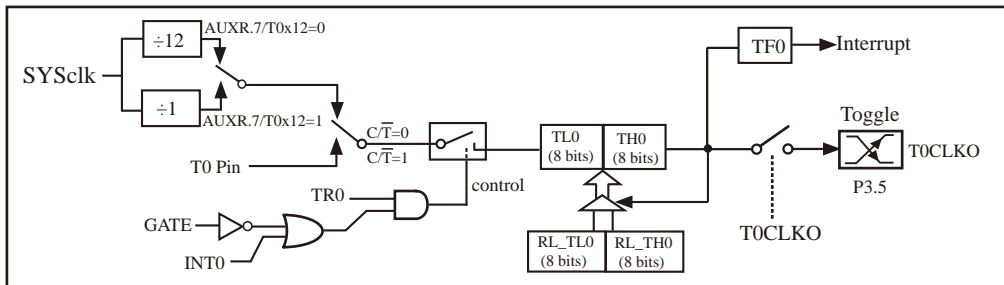 ÷12
AUXR.7/T0x12=0
SYSclk
÷1
AUXR.7/T0x12=1
T0 Pin
C/T̅=0
C/T̅=1
control
TR0
GATE
INT0
TL0
(8 bits)
TH0
(8 bits)
RL_TL0
(8 bits)
RL_TH0
(8 bits)
TF0
Interrupt
Toggle
T0CLKO
P3.5
T0CLKO